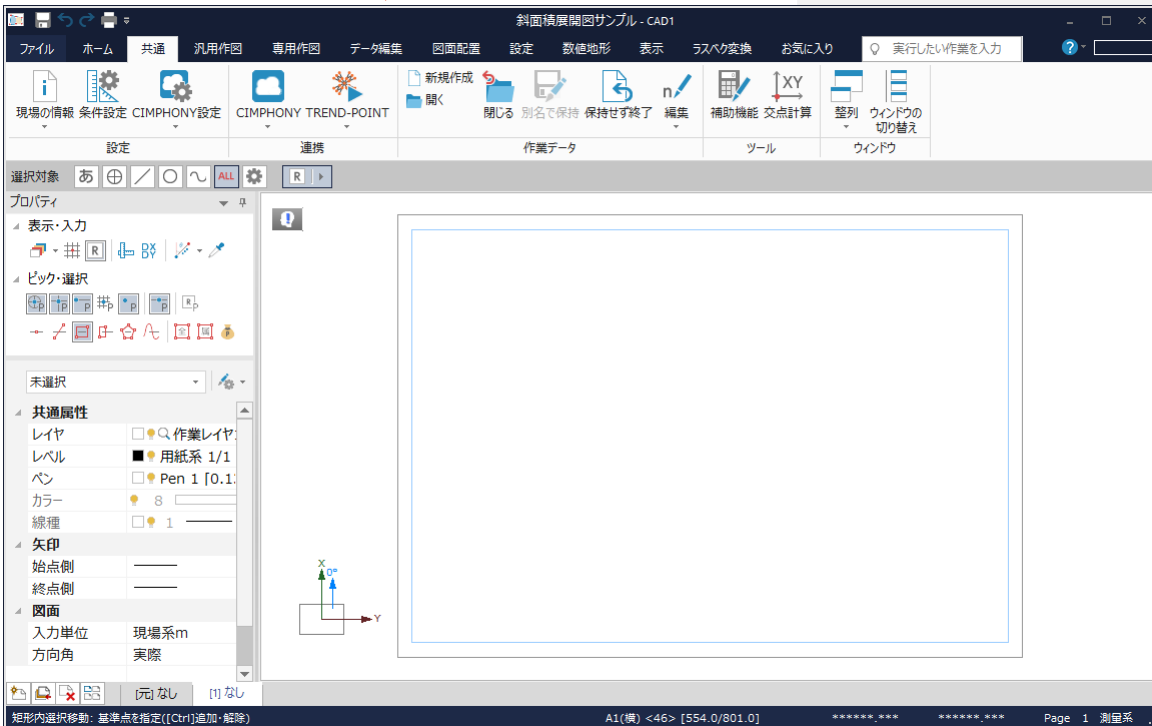 斜面積展開図サンプル - CAD1
ファイル ホーム 共通 汎用作図 専用作図 データ編集 図面配置 設定 数値地形 表示 ラスベク変換 お気に入り 実行したい作業を入力
現場の情報 条件設定 CIMPHONY設定 CIMPHONY TREND-POINT 新規作成 開く 閉じる 別名で保持 保持せず終了 編集 補助機能 XY 交点計算 整列 ウィンドウの
切り替え
設定 連携 作業データ ツール ウィンドウ
選択対象 あ ALL R
プロパティ
表示・入力
R DX
DY
ピック・選択
P P P P P P R P
全 属 P
未選択
共通属性
レイヤ 作業レイヤ
レベル 用紙系 1/1
ペン Pen 1 [0.1
カラー 8
線種 1
矢印
始点側
終点側
図面
入力単位 現場系m
方向角 実際
X
0°
Y
[元] なし [1] なし
矩形内選択移動: 基準点を指定([Ctrl]追加・解除) A1(横) <46> [554.0/801.0] ******.*** ******.*** Page 1 測量系